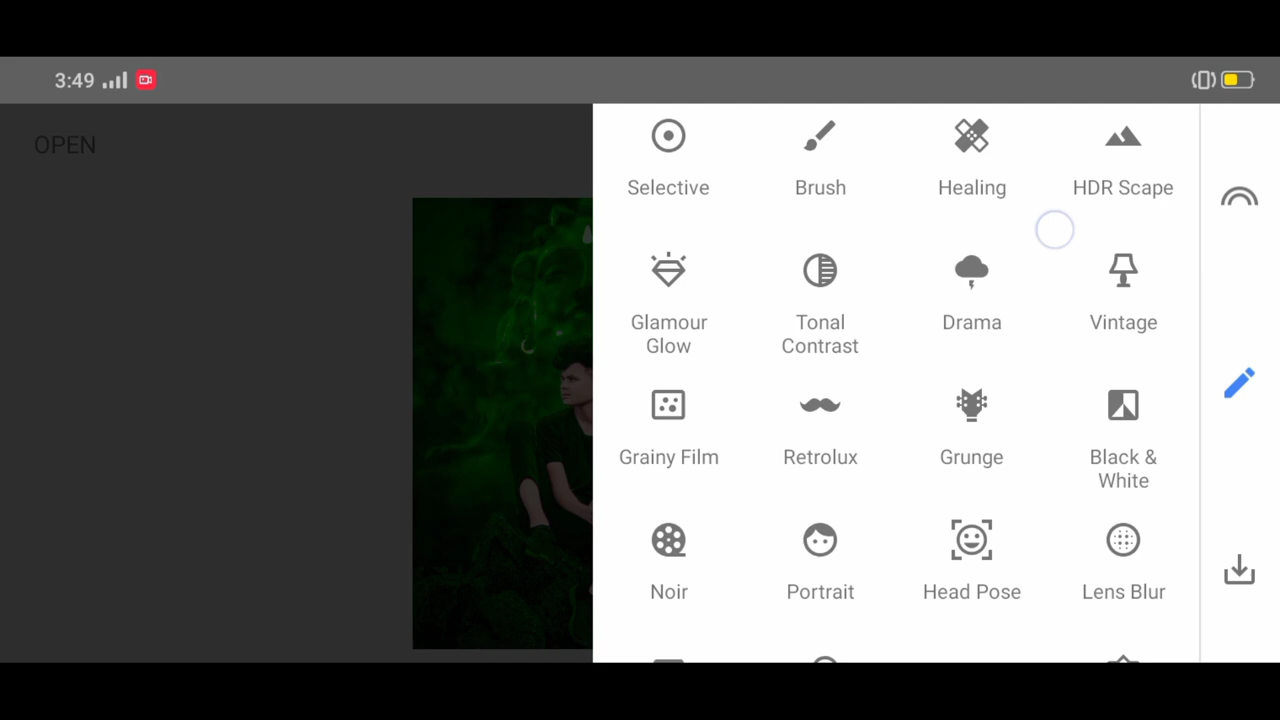 3:49
OPEN
Selective
Brush
Healing
HDR Scape
Glamour
Glow
Tonal
Contrast
Drama
Vintage
Grainy Film
Retrolux
Grunge
Black &
White
Noir
Portrait
Head Pose
Lens Blur